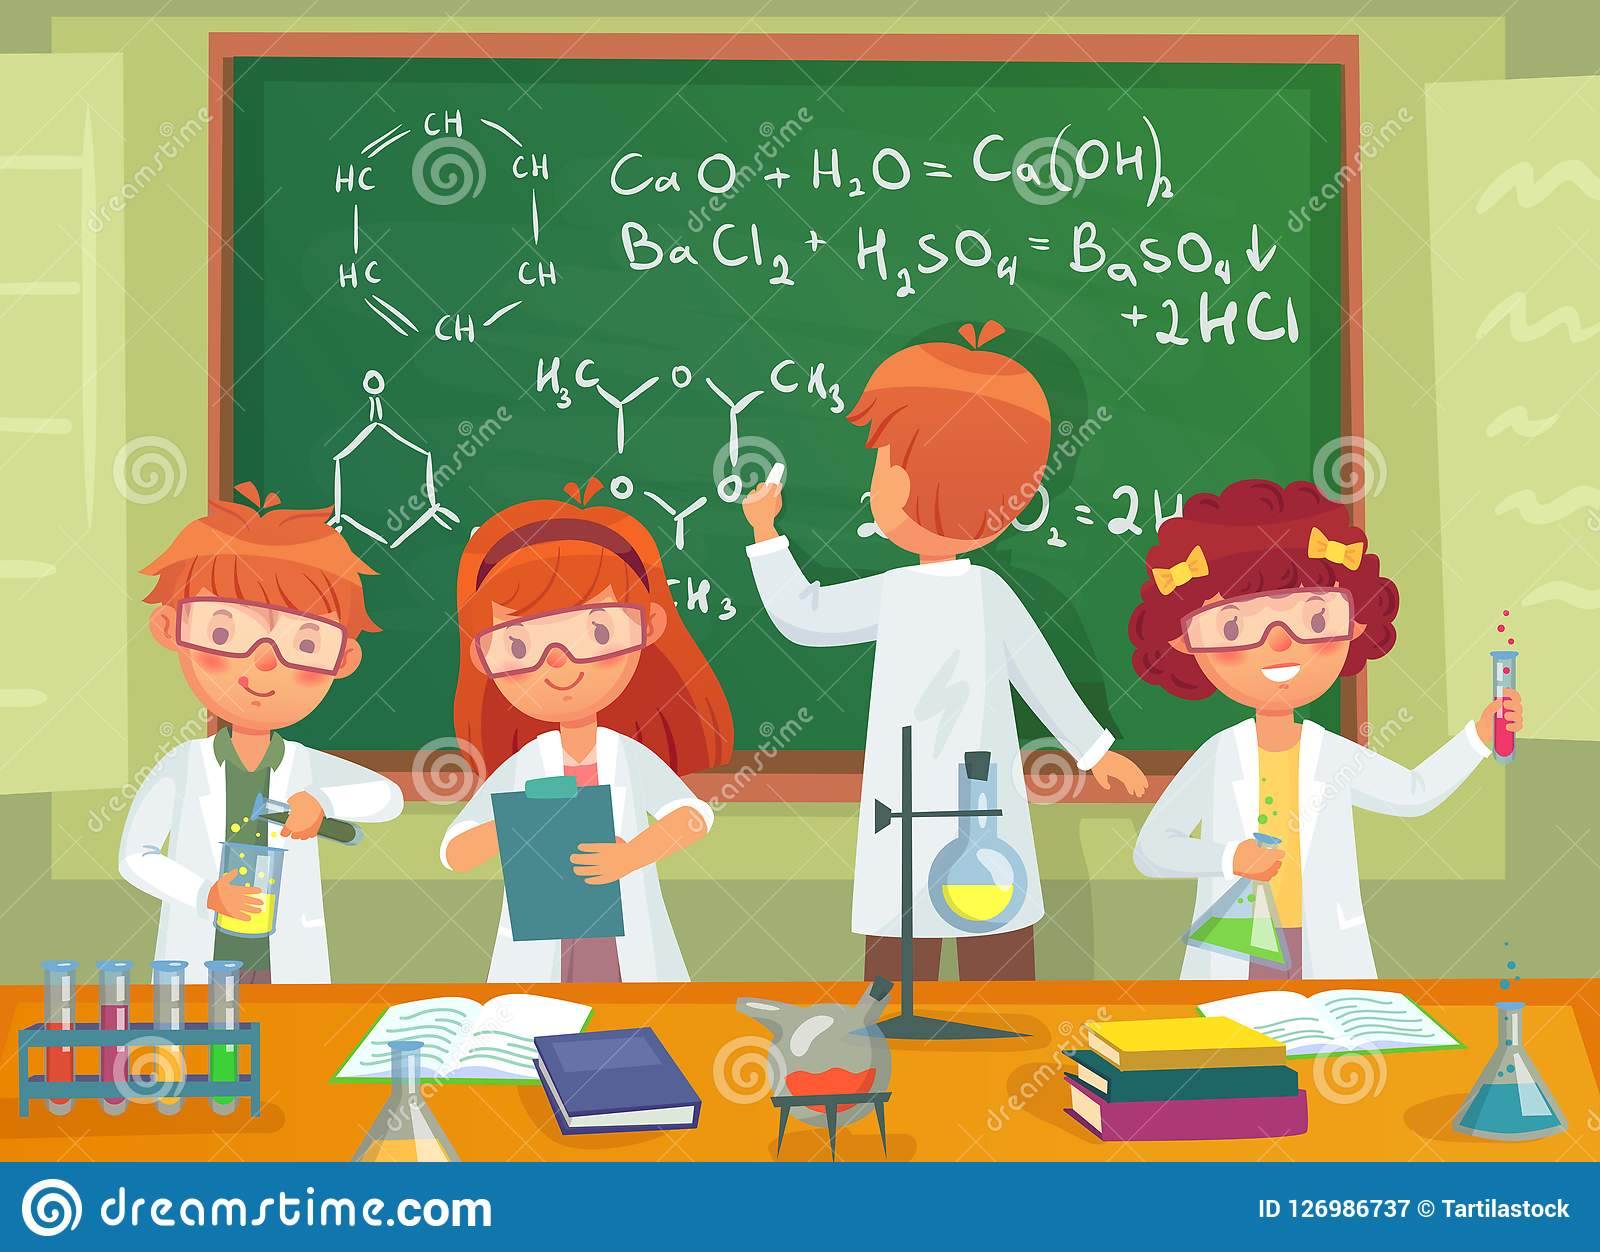 CH
HC CH
HC CH
CH
CaO + H₂O = Ca(OH)₂
BaCl₂ + H₂SO₄ = BaSO₄↓
+2HCl
H₃C O CH₃
O
O O
2 O₂ = 2H
CH₃
dreamstime.com
ID 126986737 © Tartilastock